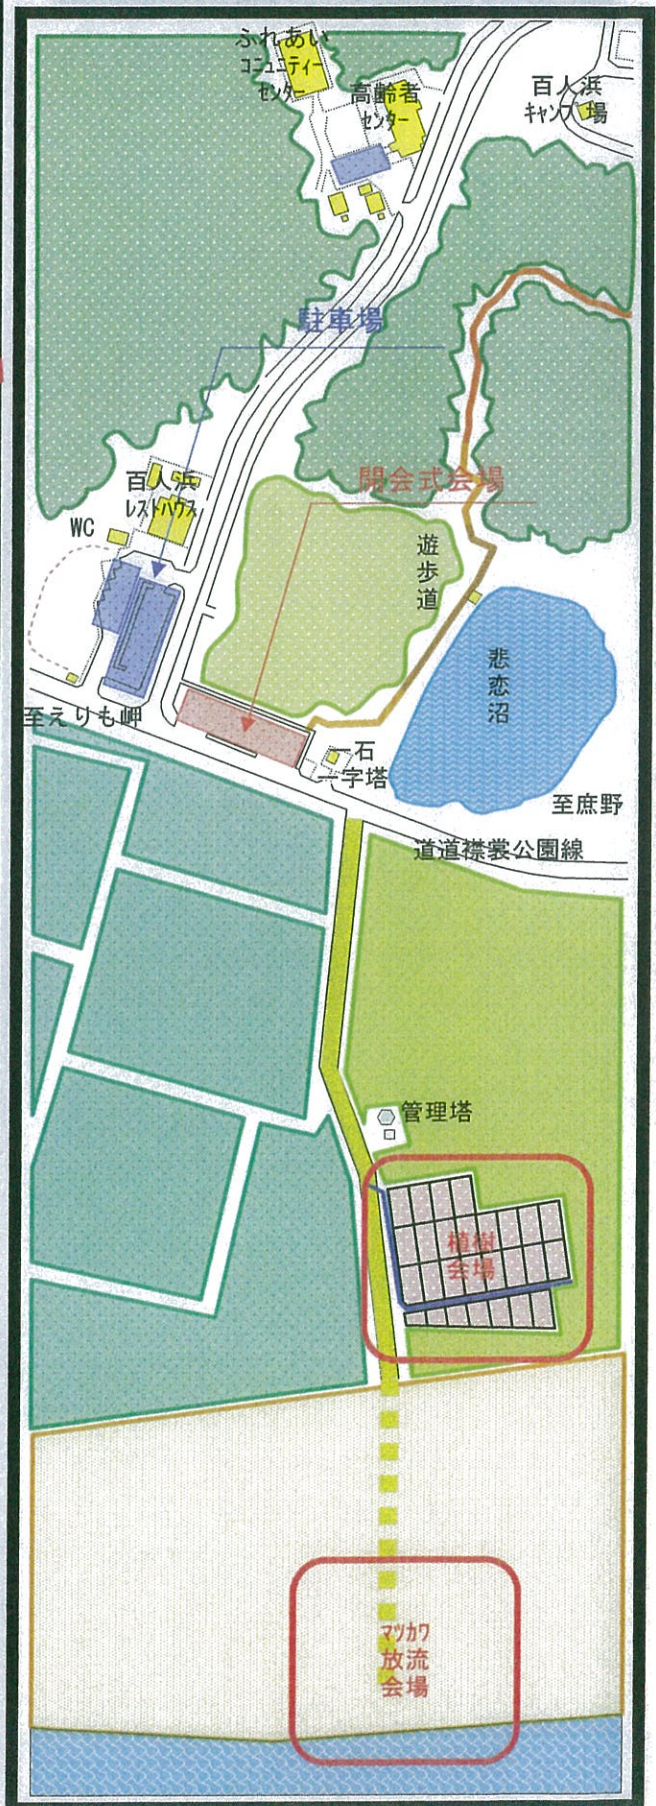 ふれあい
コミュニティー
センター
高齢者
センター
百人浜
キャンプ場
駐車場
百人浜
レストハウス
WC
開会式会場
遊歩道
悲恋沼
至えりも岬
一石
一字塔
至庶野
道道襟裳公園線
管理塔
植樹
会場
マツカワ
放流
会場